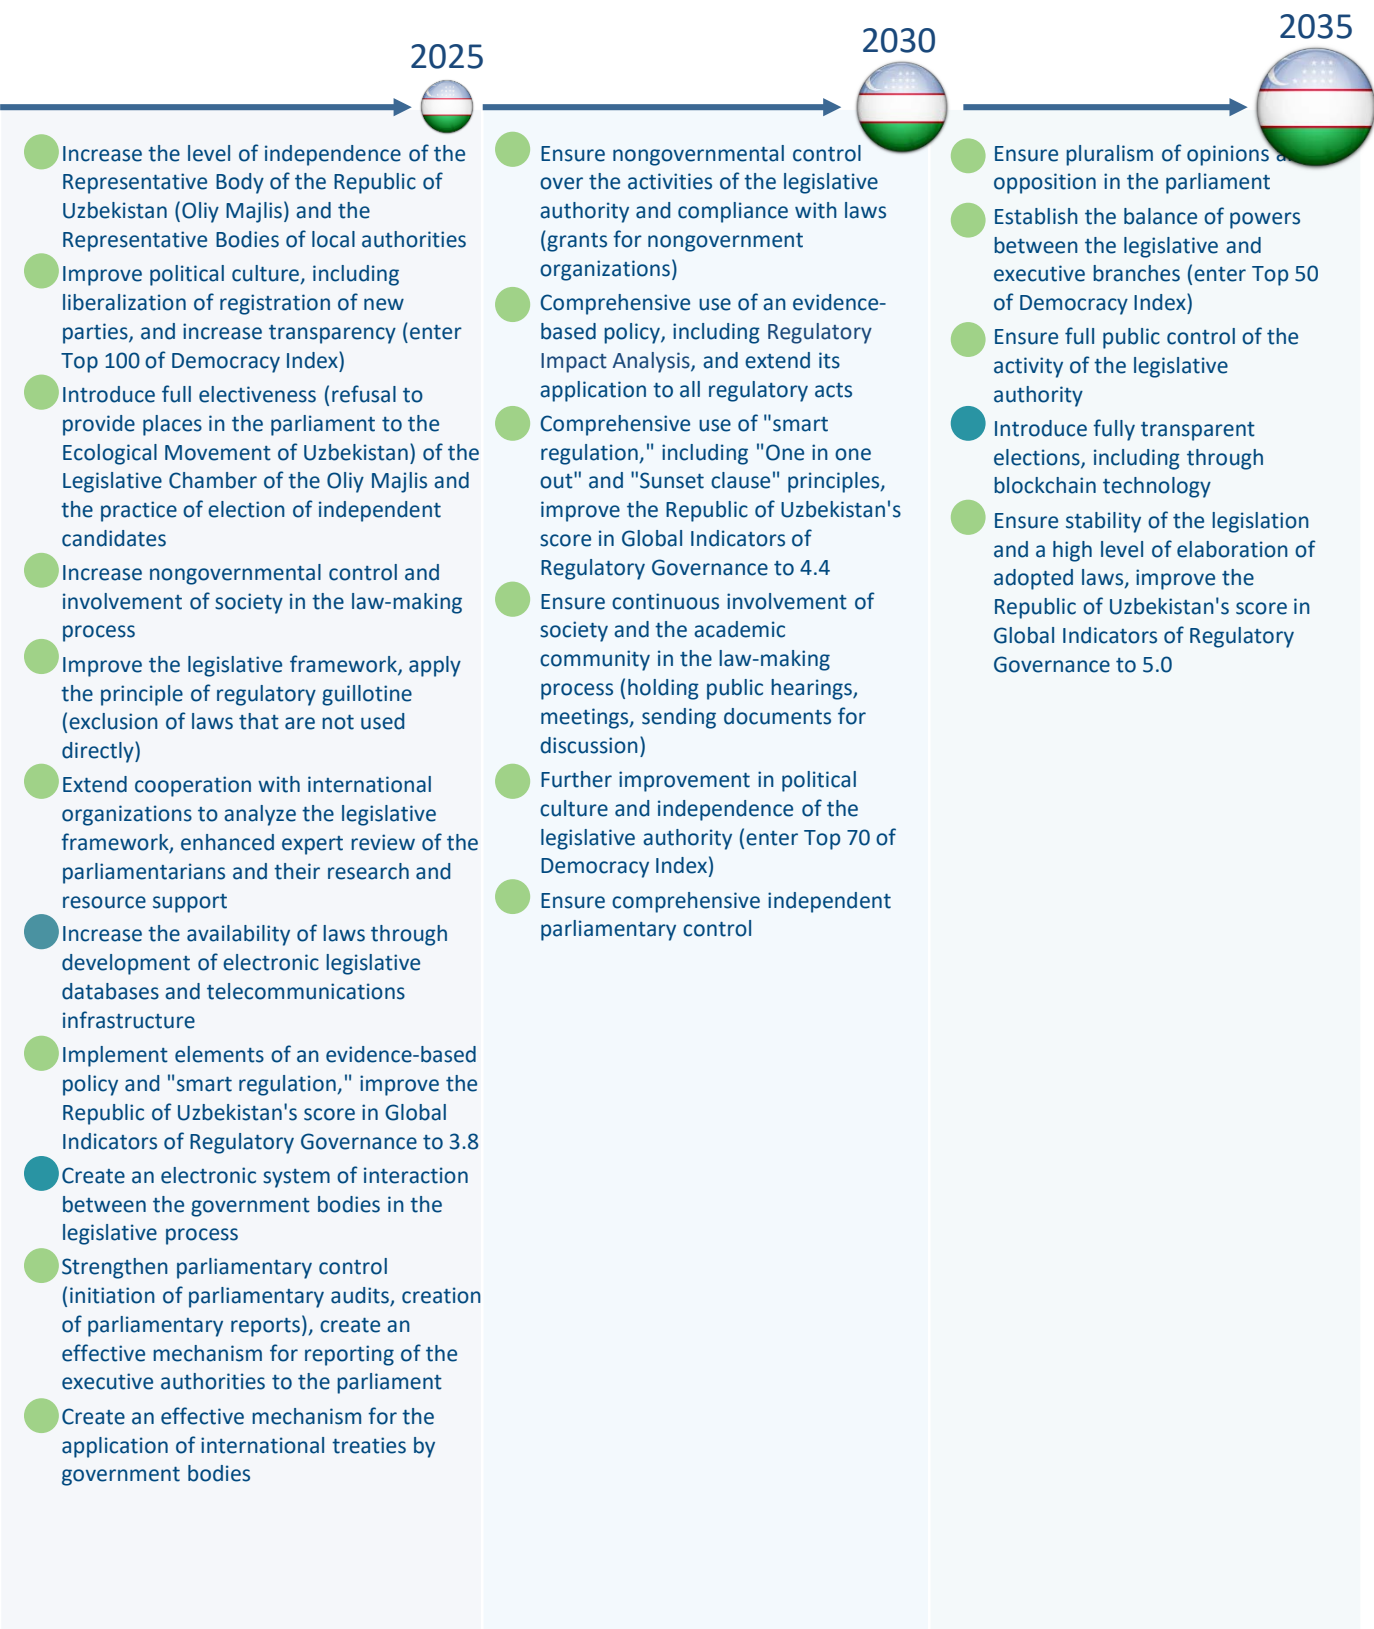 2025
Increase the level of independence of the
Representative Body of the Republic of
Uzbekistan (Oliy Majlis) and the
Representative Bodies of local authorities
Improve political culture, including
liberalization of registration of new
parties, and increase transparency (enter
Top 100 of Democracy Index)
Introduce full electiveness (refusal to
provide places in the parliament to the
Ecological Movement of Uzbekistan) of the
Legislative Chamber of the Oliy Majlis and
the practice of election of independent
candidates
Increase nongovernmental control and
involvement of society in the law-making
process
Improve the legislative framework, apply
the principle of regulatory guillotine
(exclusion of laws that are not used
directly)
Extend cooperation with international
organizations to analyze the legislative
framework, enhanced expert review of the
parliamentarians and their research and
resource support
Increase the availability of laws through
development of electronic legislative
databases and telecommunications
infrastructure
Implement elements of an evidence-based
policy and "smart regulation," improve the
Republic of Uzbekistan's score in Global
Indicators of Regulatory Governance to 3.8
Create an electronic system of interaction
between the government bodies in the
legislative process
Strengthen parliamentary control
(initiation of parliamentary audits, creation
of parliamentary reports), create an
effective mechanism for reporting of the
executive authorities to the parliament
Create an effective mechanism for the
application of international treaties by
government bodies
2030
Ensure nongovernmental control
over the activities of the legislative
authority and compliance with laws
(grants for nongovernment
organizations)
Comprehensive use of an evidence-
based policy, including Regulatory
Impact Analysis, and extend its
application to all regulatory acts
Comprehensive use of "smart
regulation," including "One in one
out" and "Sunset clause" principles,
improve the Republic of Uzbekistan's
score in Global Indicators of
Regulatory Governance to 4.4
Ensure continuous involvement of
society and the academic
community in the law-making
process (holding public hearings,
meetings, sending documents for
discussion)
Further improvement in political
culture and independence of the
legislative authority (enter Top 70 of
Democracy Index)
Ensure comprehensive independent
parliamentary control
2035
Ensure pluralism of opinions
opposition in the parliament
Establish the balance of powers
between the legislative and
executive branches (enter Top 50
of Democracy Index)
Ensure full public control of the
activity of the legislative
authority
Introduce fully transparent
elections, including through
blockchain technology
Ensure stability of the legislation
and a high level of elaboration of
adopted laws, improve the
Republic of Uzbekistan's score in
Global Indicators of Regulatory
Governance to 5.0